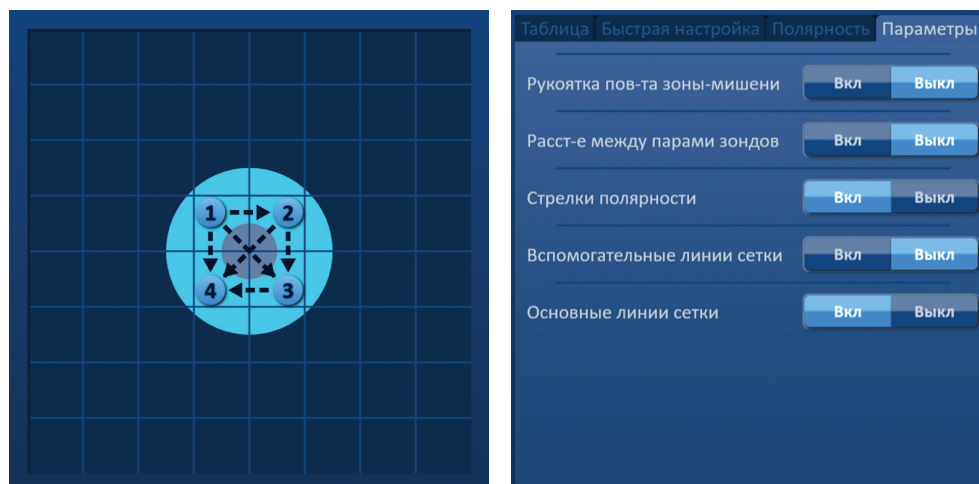 1 2
4 3
Таблица Быстрая настройка Полярность Параметры
Рукоятка пов-та зоны-мишени Вкл Выкл
Расст-е между парами зондов Вкл Выкл
Стрелки полярности Вкл Выкл
Вспомогательные линии сетки Вкл Выкл
Основные линии сетки Вкл Выкл